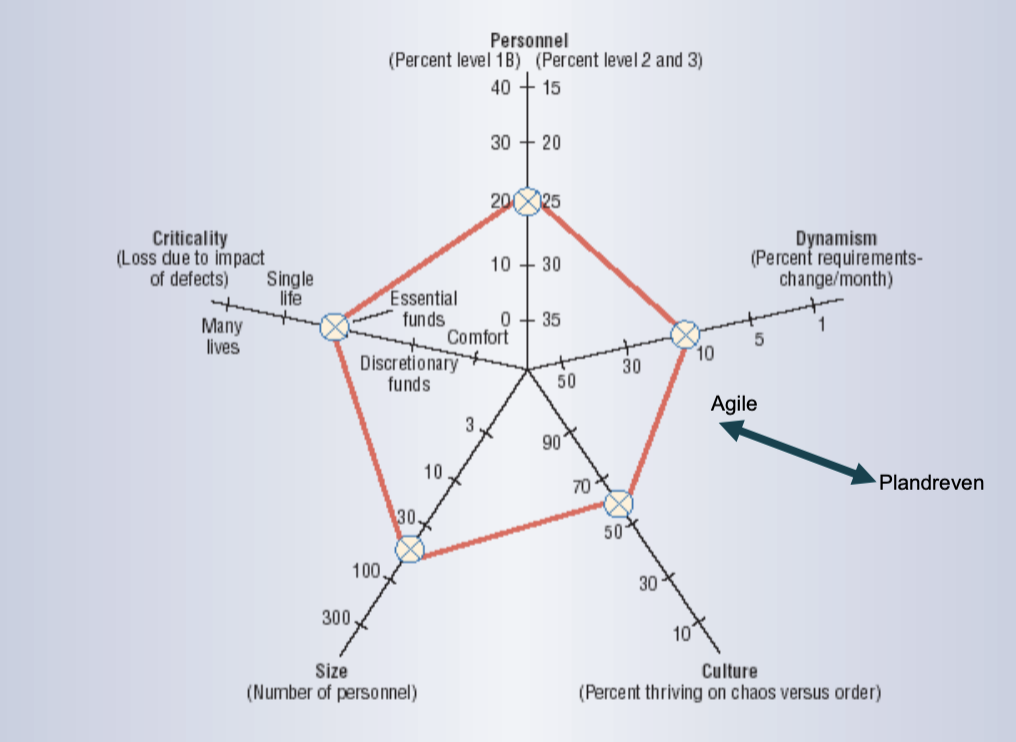 Personnel
(Percent level 1B) (Percent level 2 and 3)
40 15
30 20
20 25
10 30
0 35
Criticality
(Loss due to impact
of defects)
Many
lives
Single
life
Essential
funds
Discretionary
funds
Comfort
Dynamism
(Percent requirements-
change/month)
50
30
10
5
1
Agile
Plandreven
3
10
30
100
300
Size
(Number of personnel)
90
70
50
30
10
Culture
(Percent thriving on chaos versus order)